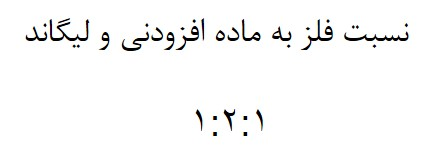 نسبت فلز به ماده افزودنی و لیگاند
۱:۲:۱